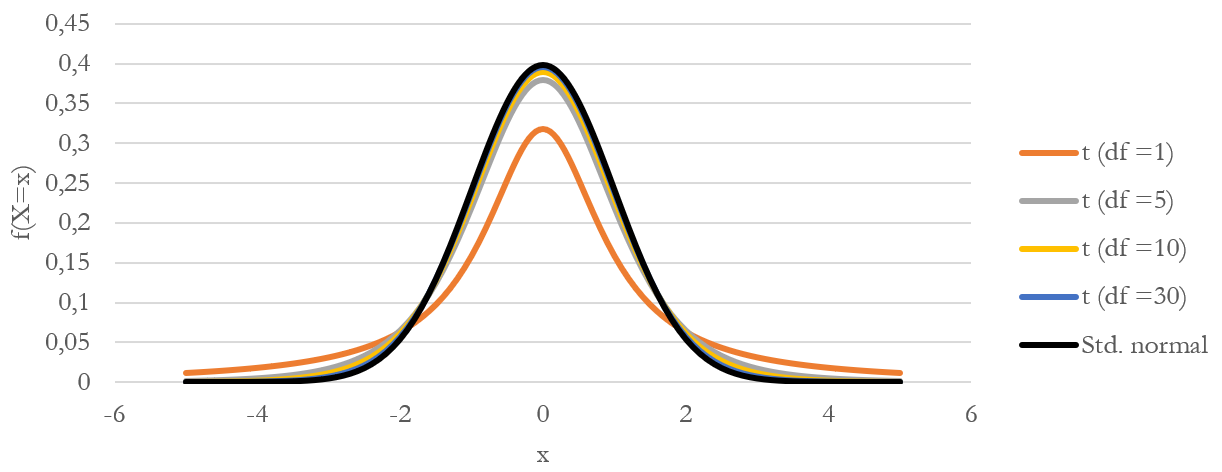 0,45
0,4
0,35
0,3
0,25
0,2
0,15
0,1
0,05
0
f(X=x)
-6 -4 -2 0 2 4 6
x
t (df =1)
t (df =5)
t (df =10)
t (df =30)
Std. normal